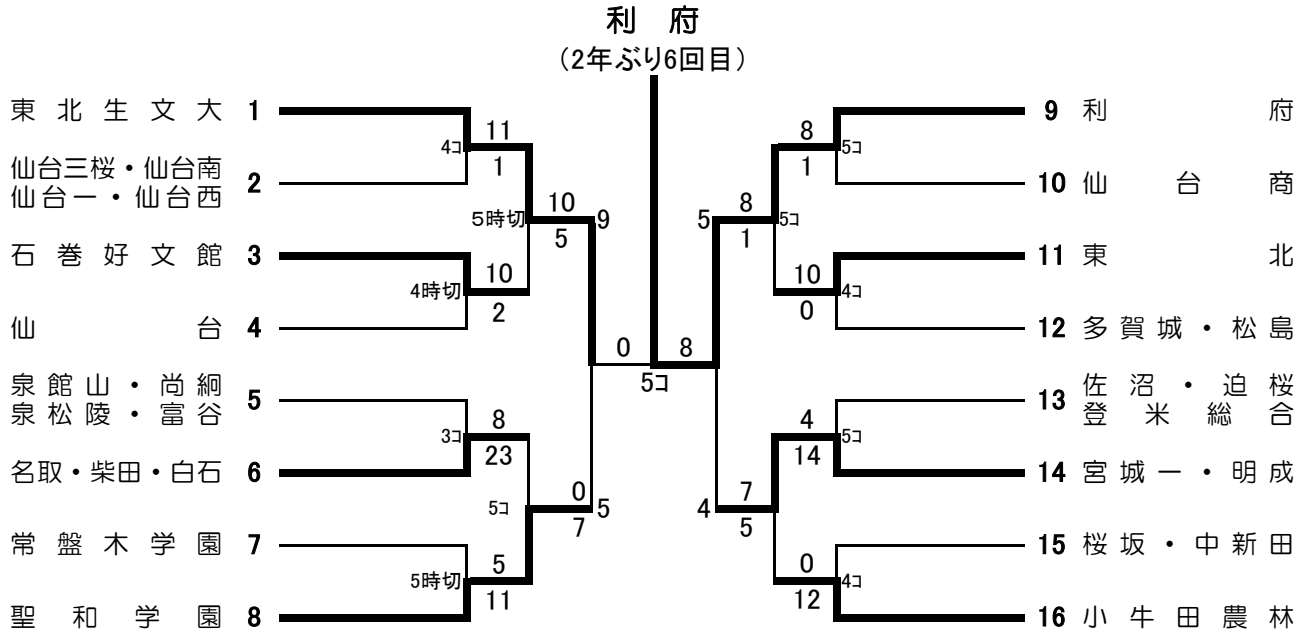 利府
(2年ぶり6回目)
東北生文大 1
仙台三桜・仙台南
仙台一・仙台西 2
石巻好文館 3
仙台 4
泉館山・尚絅
泉松陵・富谷 5
名取・柴田・白石 6
常盤木学園 7
聖和学園 8
4コ 11
1
4時切 10
2
3コ 8
23
5時切 5
11
5時切 10
5
5コ 0
7
9
5
0 8
5コ
5
4
8
1 5コ
7
5
8
1 5コ
10
0 4コ
4
14 5コ
0
12 4コ
9 利府
10 仙台商
11 東北
12 多賀城・松島
13 佐沼・迫桜
登米総合
14 宮城一・明成
15 桜坂・中新田
16 小牛田農林